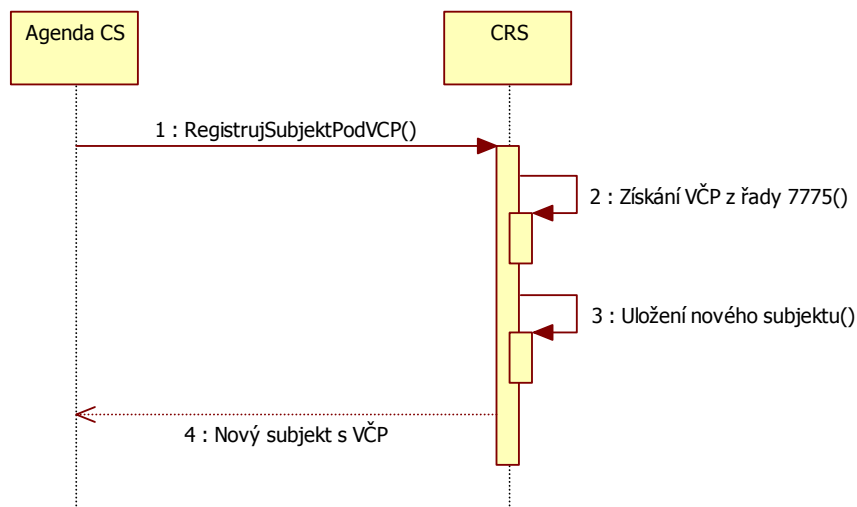 Agenda CS
CRS
1 : RegistrujSubjektPodVCP()
2 : Získání VČP z řady 7775()
3 : Uložení nového subjektu()
4 : Nový subjekt s VČP